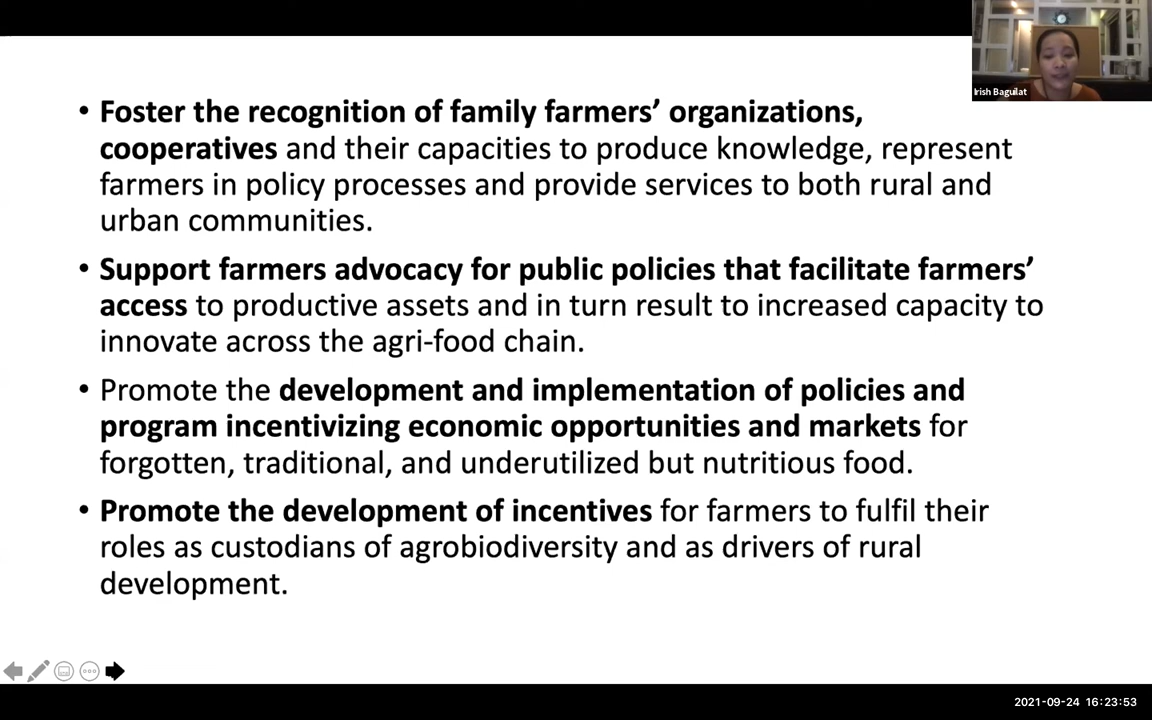 Irish Baguilat
• Foster the recognition of family farmers’ organizations,
cooperatives and their capacities to produce knowledge, represent
farmers in policy processes and provide services to both rural and
urban communities.
• Support farmers advocacy for public policies that facilitate farmers’
access to productive assets and in turn result to increased capacity to
innovate across the agri-food chain.
• Promote the development and implementation of policies and
program incentivizing economic opportunities and markets for
forgotten, traditional, and underutilized but nutritious food.
• Promote the development of incentives for farmers to fulfil their
roles as custodians of agrobiodiversity and as drivers of rural
development.
2021-09-24 16:23:53